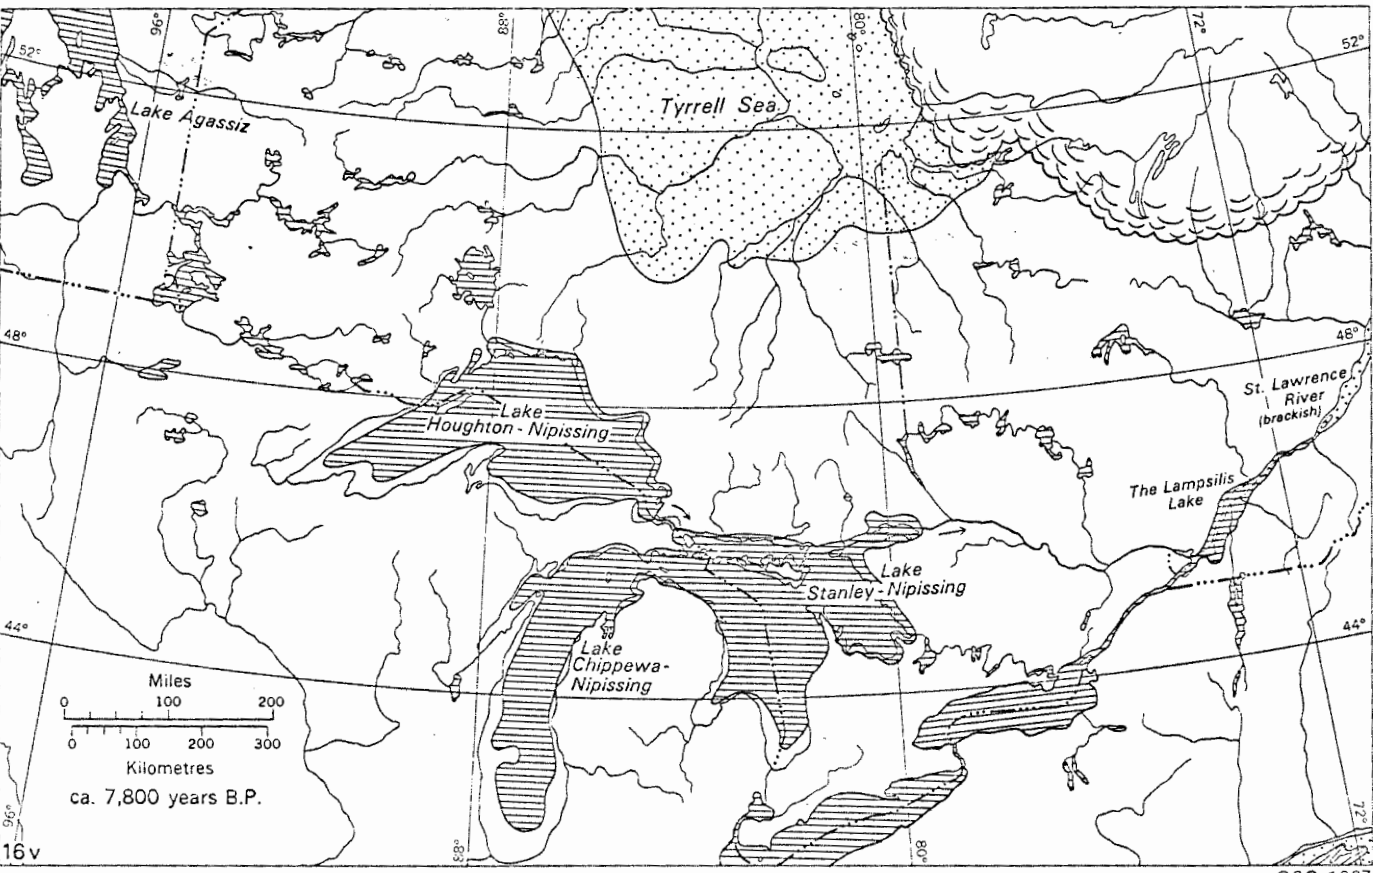 96°
88°
80°
72°
52°
52°
Lake Agassiz
Tyrrell Sea
48°
48°
St. Lawrence
River
(brackish)
Lake
Houghton-Nipissing
The Lampsilis
Lake
Lake
Stanley-Nipissing
44°
44°
Lake
Chippewa-
Nipissing
Miles
0 100 200
0 100 200 300
Kilometres
ca. 7,800 years B.P.
96°
88°
80°
72°
16v